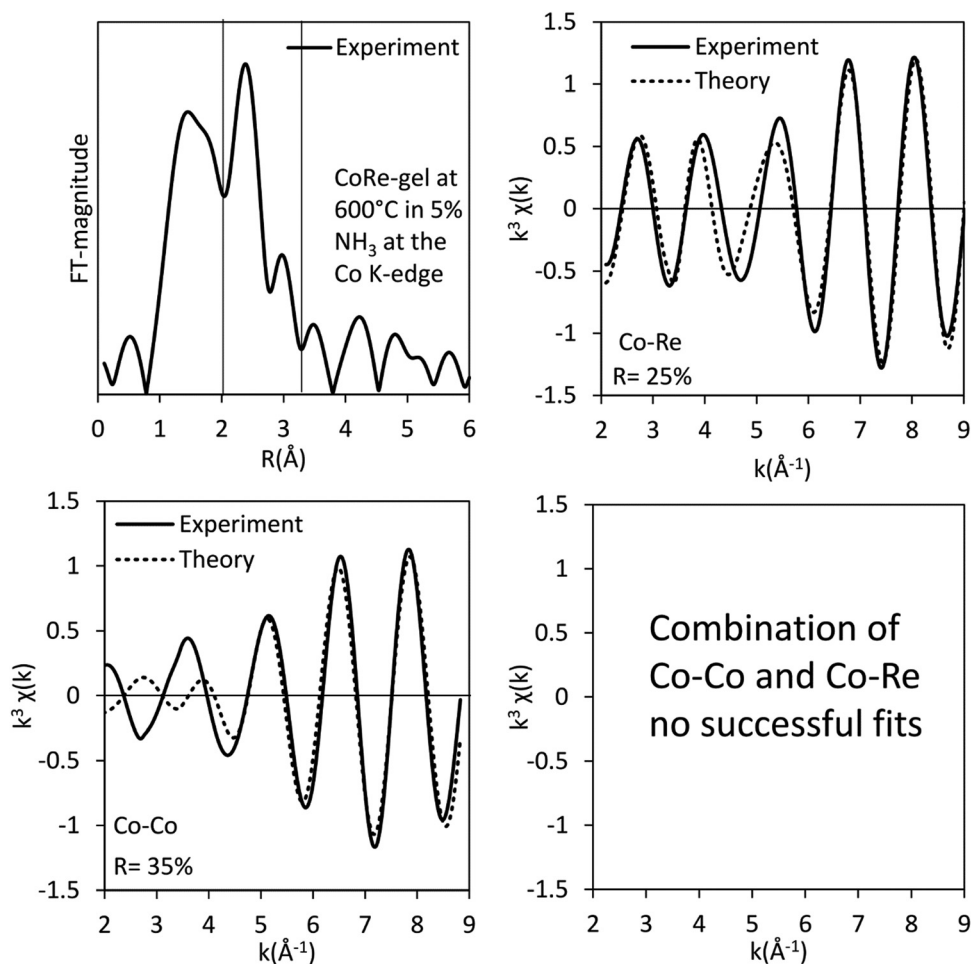 Experiment
FT-magnitude
CoRe-gel at
600°C in 5%
NH₃ at the
Co K-edge
0 1 2 3 4 5 6
R(Å)
Experiment
Theory
1.5
1
0.5
0
-0.5
-1
-1.5
k³ χ(k)
Co-Re
R= 25%
2 3 4 5 6 7 8 9
k(Å⁻¹)
Experiment
Theory
1.5
1
0.5
0
-0.5
-1
-1.5
k³ χ(k)
Co-Co
R= 35%
2 3 4 5 6 7 8 9
k(Å⁻¹)
1.5
1
0.5
0
-0.5
-1
-1.5
k³ χ(k)
Combination of
Co-Co and Co-Re
no successful fits
2 3 4 5 6 7 8 9
k(Å⁻¹)